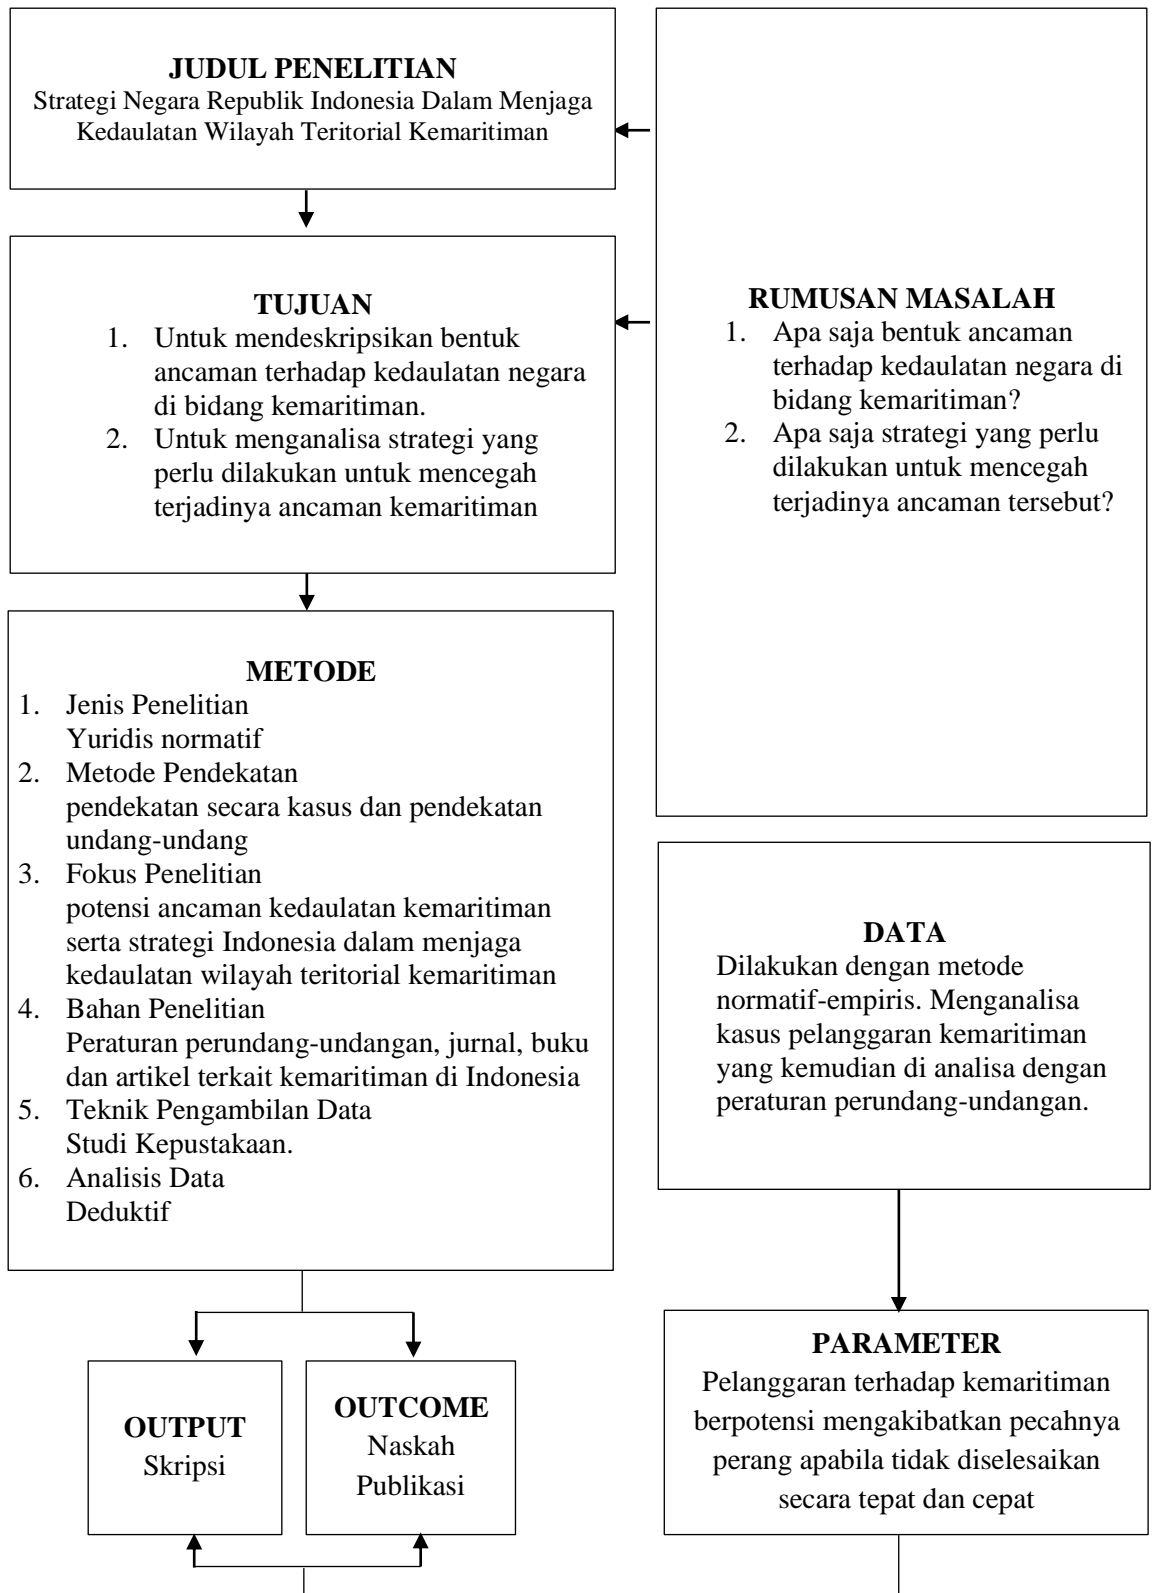 JUDUL PENELITIAN
Strategi Negara Republik Indonesia Dalam Menjaga
Kedaulatan Wilayah Teritorial Kemaritiman
TUJUAN
1. Untuk mendeskripsikan bentuk
ancaman terhadap kedaulatan negara
di bidang kemaritiman.
2. Untuk menganalisa strategi yang
perlu dilakukan untuk mencegah
terjadinya ancaman kemaritiman
RUMUSAN MASALAH
1. Apa saja bentuk ancaman
terhadap kedaulatan negara di
bidang kemaritiman?
2. Apa saja strategi yang perlu
dilakukan untuk mencegah
terjadinya ancaman tersebut?
METODE
1. Jenis Penelitian
Yuridis normatif
2. Metode Pendekatan
pendekatan secara kasus dan pendekatan
undang-undang
3. Fokus Penelitian
potensi ancaman kedaulatan kemaritiman
serta strategi Indonesia dalam menjaga
kedaulatan wilayah teritorial kemaritiman
4. Bahan Penelitian
Peraturan perundang-undangan, jurnal, buku
dan artikel terkait kemaritiman di Indonesia
5. Teknik Pengambilan Data
Studi Kepustakaan.
6. Analisis Data
Deduktif
DATA
Dilakukan dengan metode
normatif-empiris. Menganalisa
kasus pelanggaran kemaritiman
yang kemudian di analisa dengan
peraturan perundang-undangan.
OUTPUT
Skripsi
OUTCOME
Naskah
Publikasi
PARAMETER
Pelanggaran terhadap kemaritiman
berpotensi mengakibatkan pecahnya
perang apabila tidak diselesaikan
secara tepat dan cepat